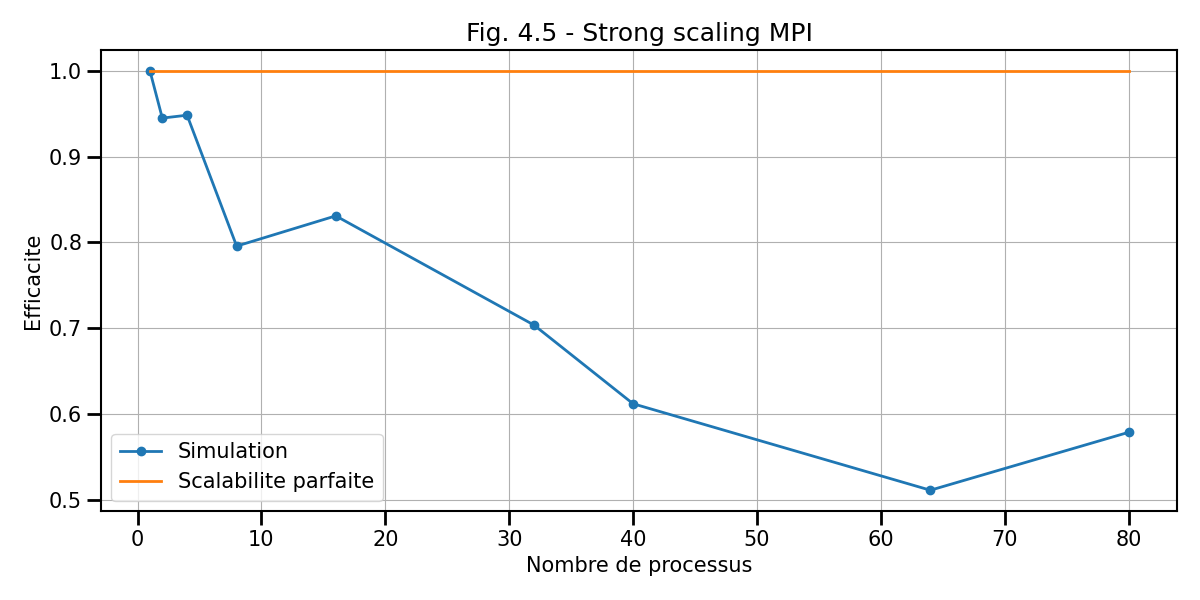 Fig. 4.5 - Strong scaling MPI
1.0
0.9
0.8
0.7
0.6
0.5
Efficacite
Simulation
Scalabilite parfaite
0 10 20 30 40 50 60 70 80
Nombre de processus